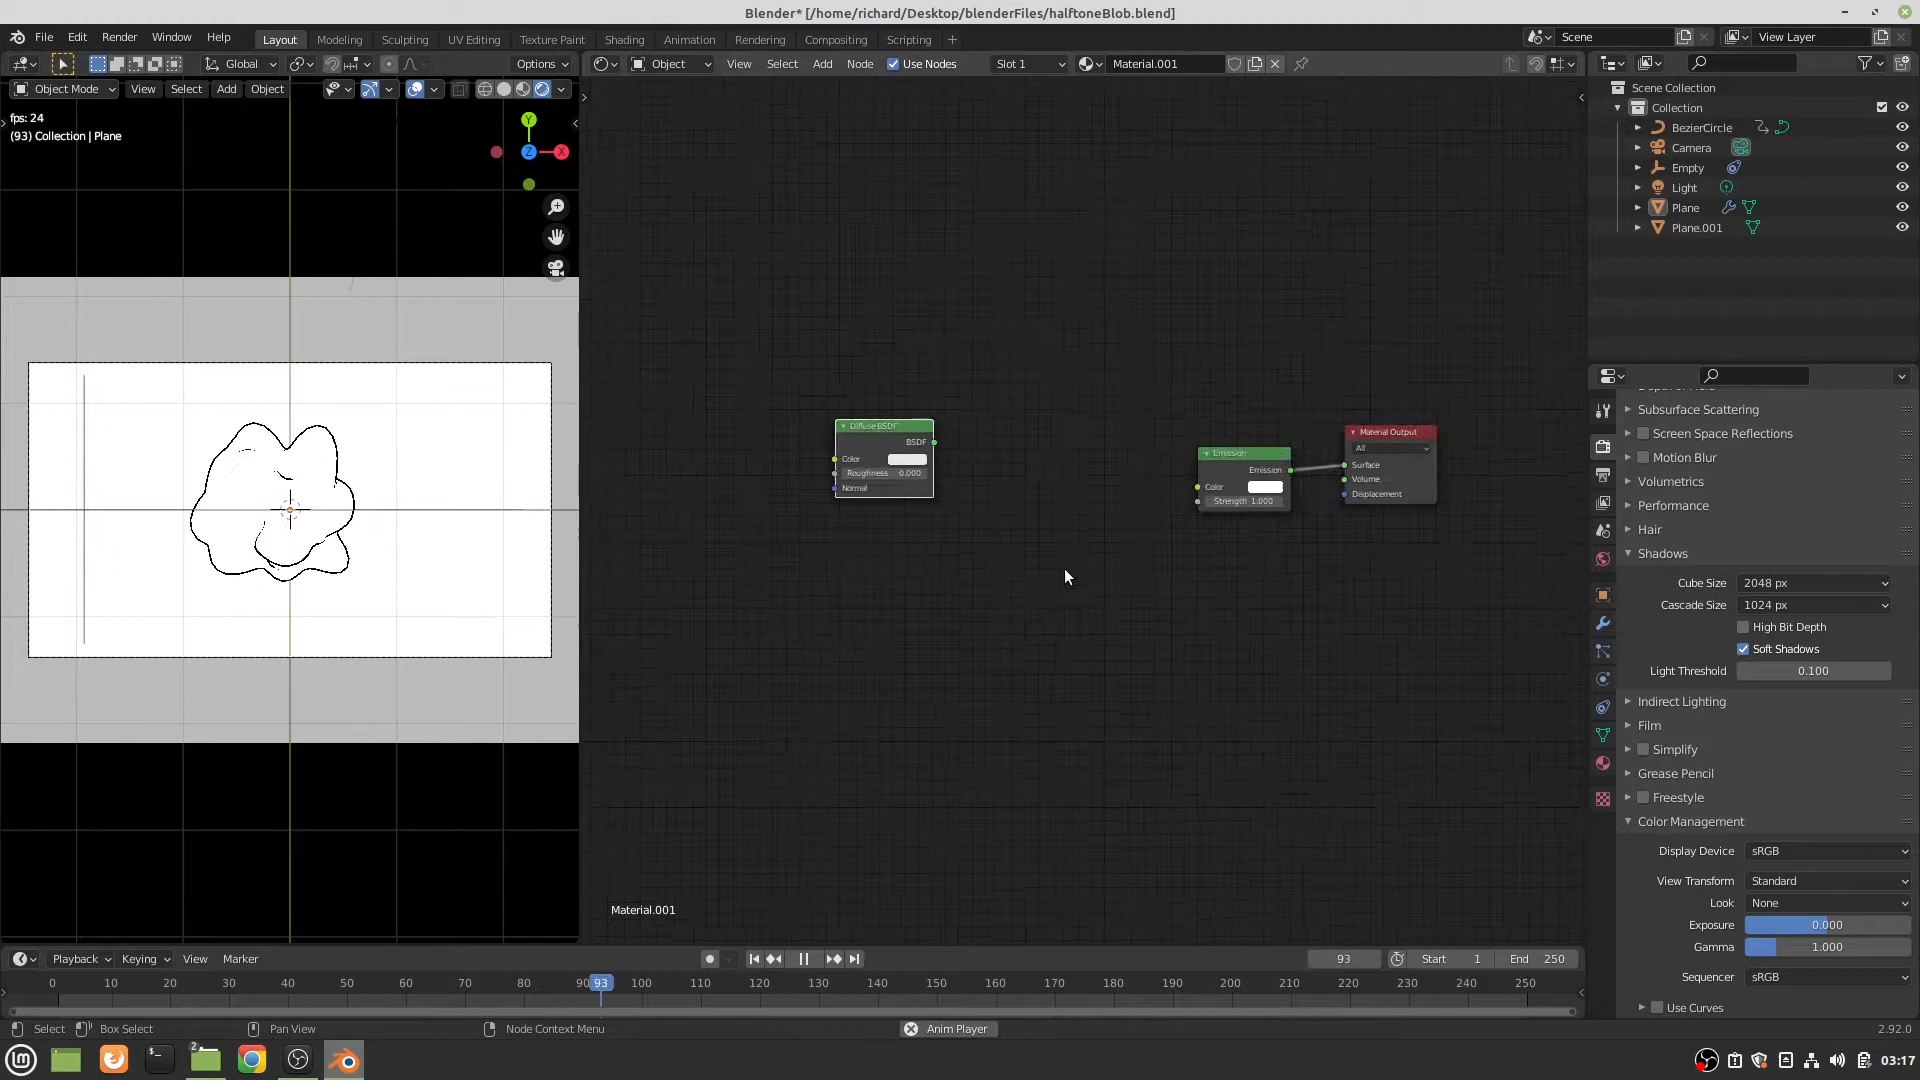 Blender* [/home/richard/Desktop/blenderFiles/halftoneBlob.blend]
File Edit Render Window Help Layout Modeling Sculpting UV Editing Texture Paint Shading Animation Rendering Compositing Scripting + Scene View Layer
Global Options Object View Select Add Node Use Nodes Slot 1 Material.001
Object Mode View Select Add Object
fps: 24
(93) Collection | Plane
Y
Z X
Scene Collection
Collection
BezierCircle
Camera
Empty
Light
Plane
Plane.001
Diffuse BSDF
BSDF
Color
Roughness 0.000
Normal
Emission
Emission
Color
Strength 1.000
Material Output
All
Surface
Volume
Displacement
Material.001
Subsurface Scattering
Screen Space Reflections
Motion Blur
Volumetrics
Performance
Hair
Shadows
Cube Size 2048 px
Cascade Size 1024 px
High Bit Depth
Soft Shadows
Light Threshold 0.100
Indirect Lighting
Film
Simplify
Grease Pencil
Freestyle
Color Management
Display Device sRGB
View Transform Standard
Look None
Exposure 0.000
Gamma 1.000
Sequencer sRGB
Use Curves
Playback Keying View Marker 93 Start 1 End 250
0 10 20 30 40 50 60 70 80 90 93 100 110 120 130 140 150 160 170 180 190 200 210 220 230 240 250
Select Box Select Pan View Node Context Menu Anim Player 2.92.0
2 03:17